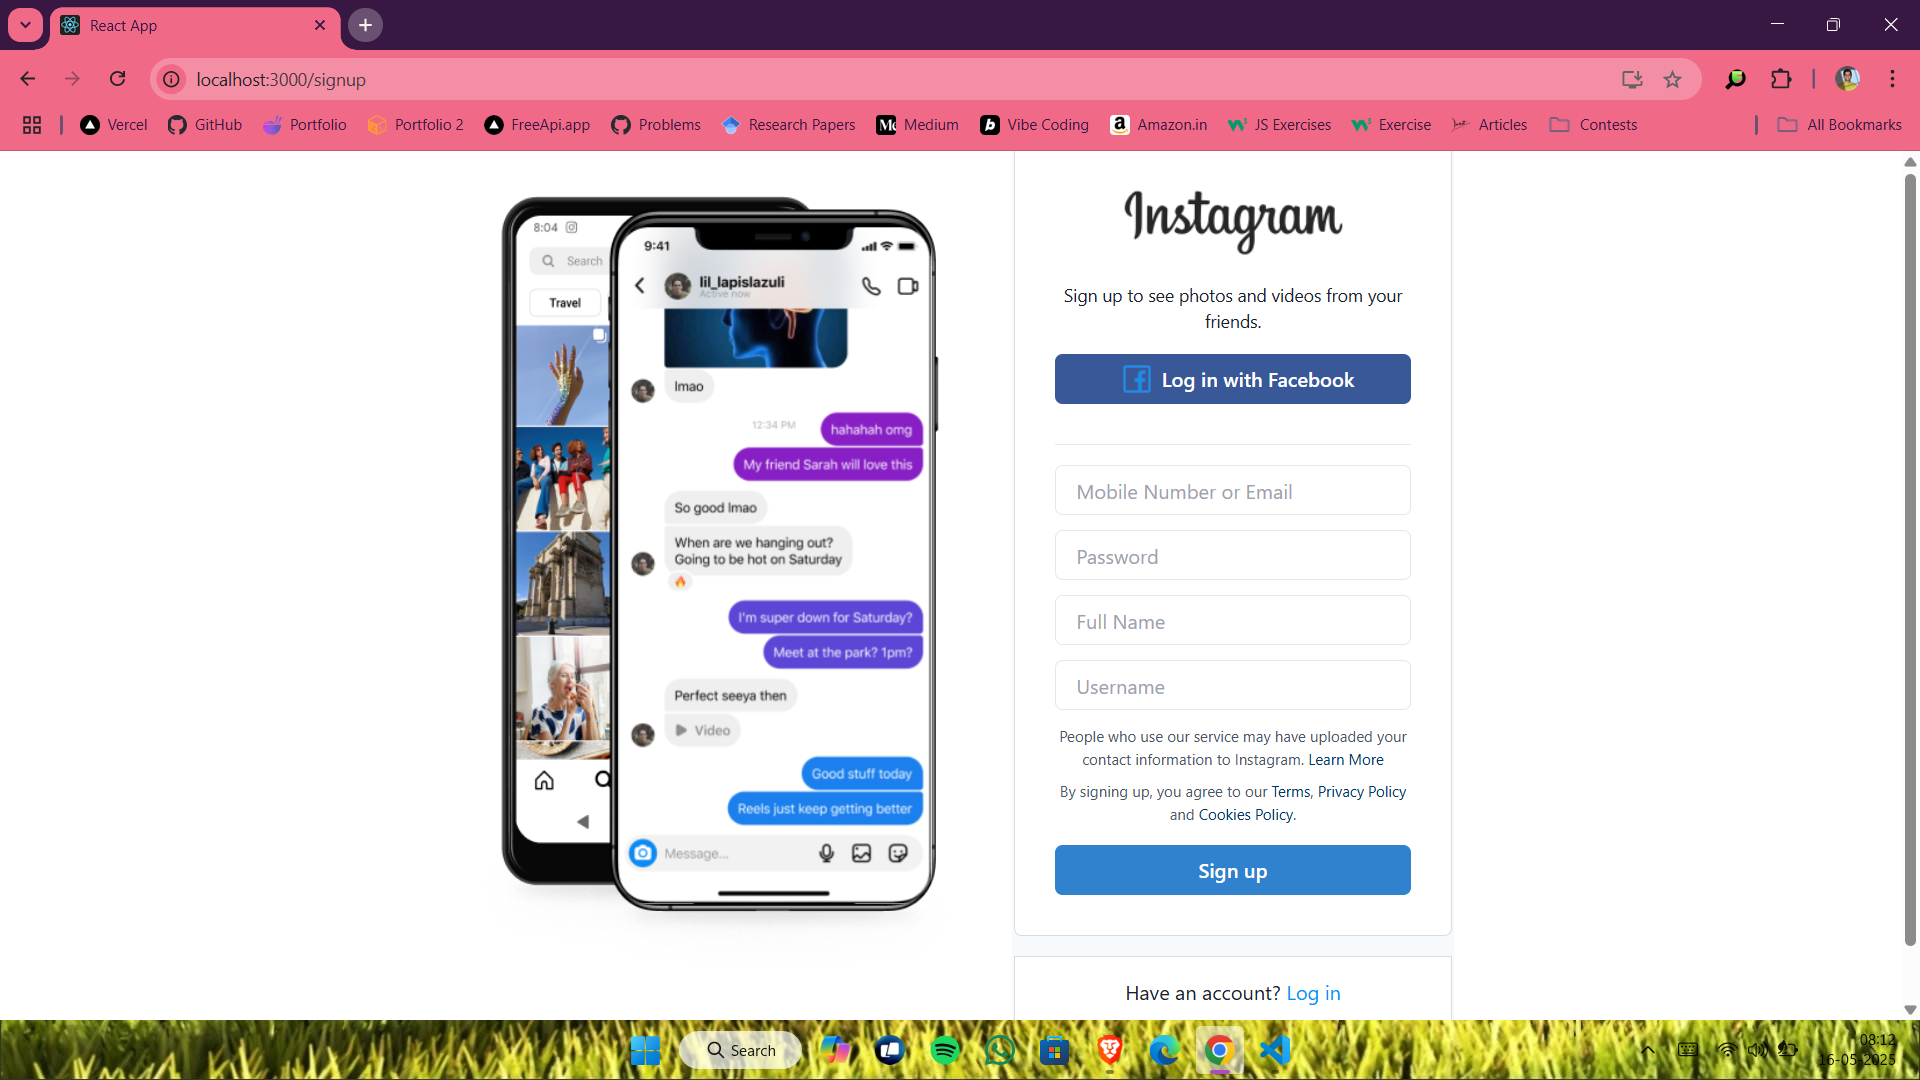 React App
localhost:3000/signup
Vercel
GitHub
Portfolio
Portfolio 2
FreeApi.app
Problems
Research Papers
Medium
Vibe Coding
Amazon.in
JS Exercises
Exercise
Articles
Contests
All Bookmarks
8:04
Search
Travel
9:41
lil_lapislazuli
Active now
lmao
12:34 PM
hahahah omg
My friend Sarah will love this
So good lmao
When are we hanging out?
Going to be hot on Saturday
I'm super down for Saturday?
Meet at the park? 1pm?
Perfect seeya then
Video
Good stuff today
Reels just keep getting better
Message...
Instagram
Sign up to see photos and videos from your
friends.
Log in with Facebook
Mobile Number or Email
Password
Full Name
Username
People who use our service may have uploaded your
contact information to Instagram. Learn More
By signing up, you agree to our Terms, Privacy Policy
and Cookies Policy.
Sign up
Have an account? Log in
Search
08:12
16-05-2025